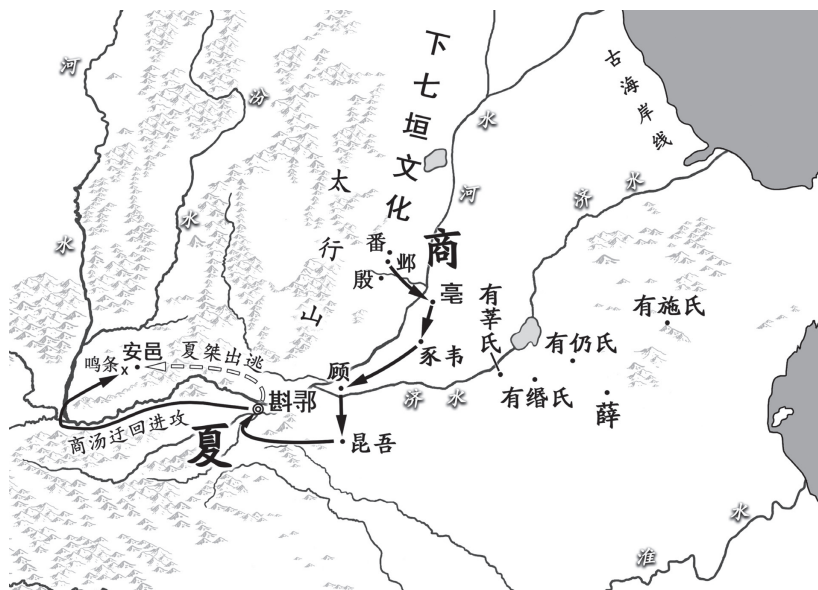 下七垣文化
古海岸线
河
汾
水
河
济水
水
水
太行山
番
邺
商
殷
亳
有莘氏
有施氏
安邑
夏桀出逃
鸣条
顾
豕韦
有仍氏
斟鄩
济水
有缗氏
薛
商汤迂回进攻
夏
昆吾
水
淮